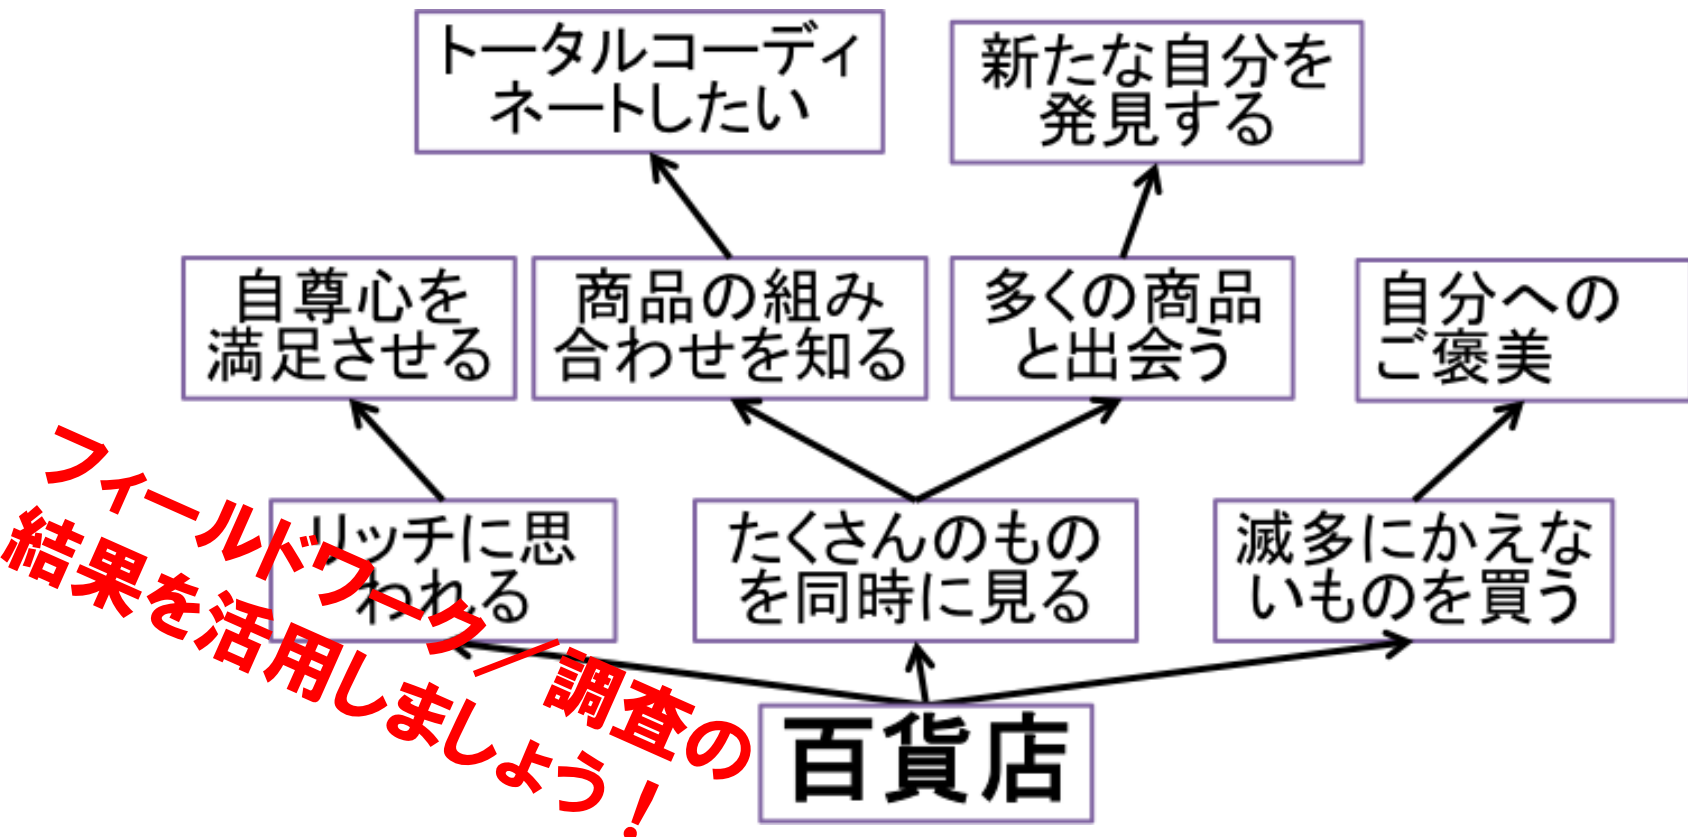 トータルコーディ
ネートしたい
新たな自分を
発見する
自尊心を
満足させる
商品の組み
合わせを知る
多くの商品
と出会う
自分への
ご褒美
リッチに思
われる
たくさんのもの
を同時に見る
滅多にかえな
いものを買う
百貨店
フィールドワーク／調査の
結果を活用しましょう！